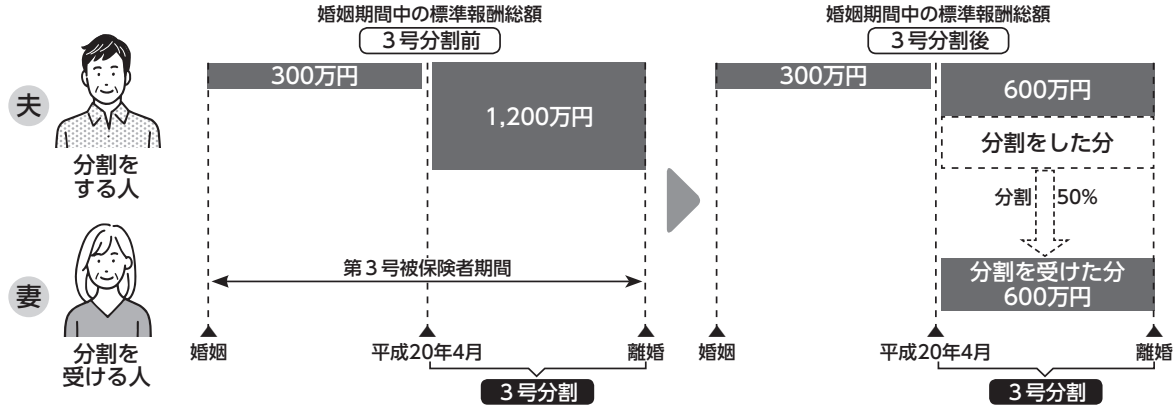 婚姻期間中の標準報酬総額
3号分割前
夫
分割を
する人
300万円
1,200万円
妻
分割を
受ける人
第3号被保険者期間
婚姻
平成20年4月
離婚
3号分割
婚姻期間中の標準報酬総額
3号分割後
300万円
600万円
分割をした分
分割 50%
分割を受けた分
600万円
婚姻
平成20年4月
離婚
3号分割